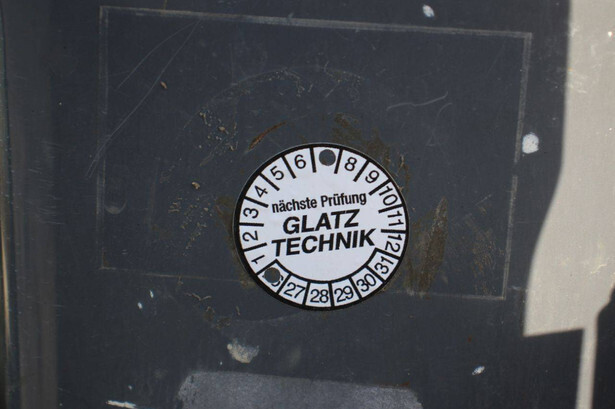 1 2 3 4 5 6 8 9 10 11 12
nächste Prüfung
GLATZ
TECHNIK
27 28 29 30 31